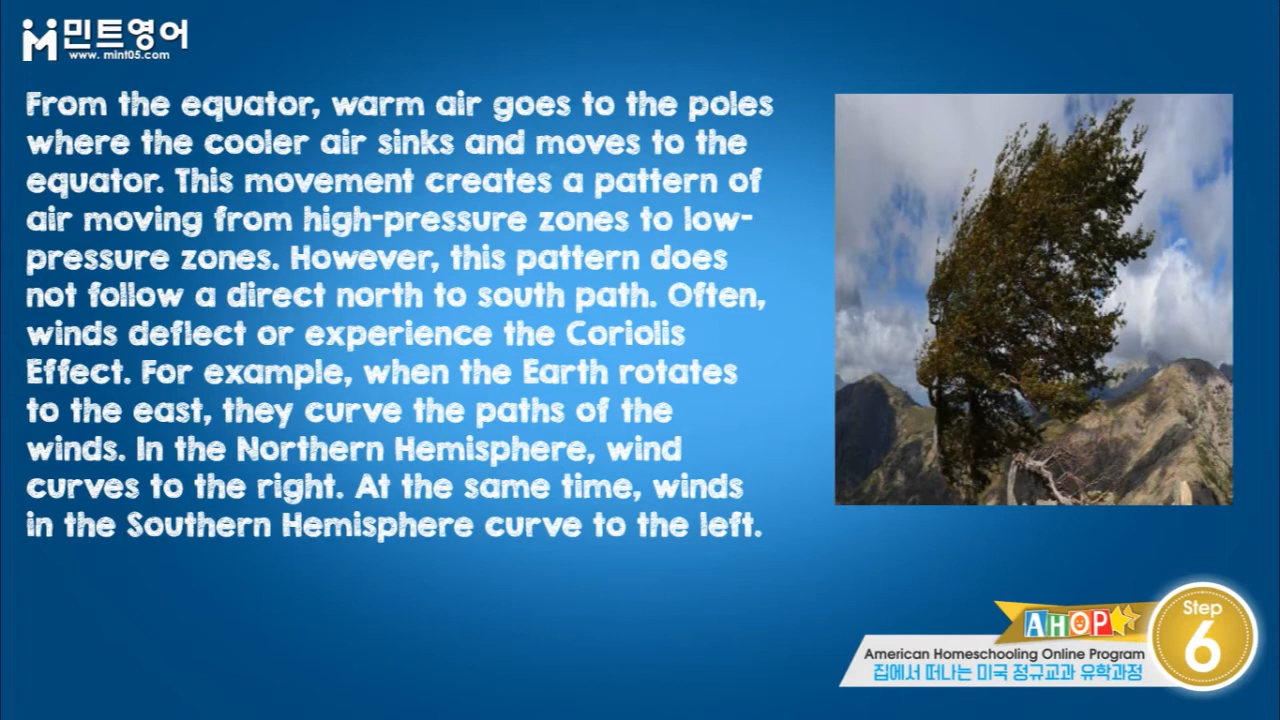 민트영어
www. mint05.com
From the equator, warm air goes to the poles
where the cooler air sinks and moves to the
equator. This movement creates a pattern of
air moving from high-pressure zones to low-
pressure zones. However, this pattern does
not follow a direct north to south path. Often,
winds deflect or experience the Coriolis
Effect. For example, when the Earth rotates
to the east, they curve the paths of the
winds. In the Northern Hemisphere, wind
curves to the right. At the same time, winds
in the Southern Hemisphere curve to the left.
AHOP
Step
6
American Homeschooling Online Program
집에서 떠나는 미국 정규교과 유학과정